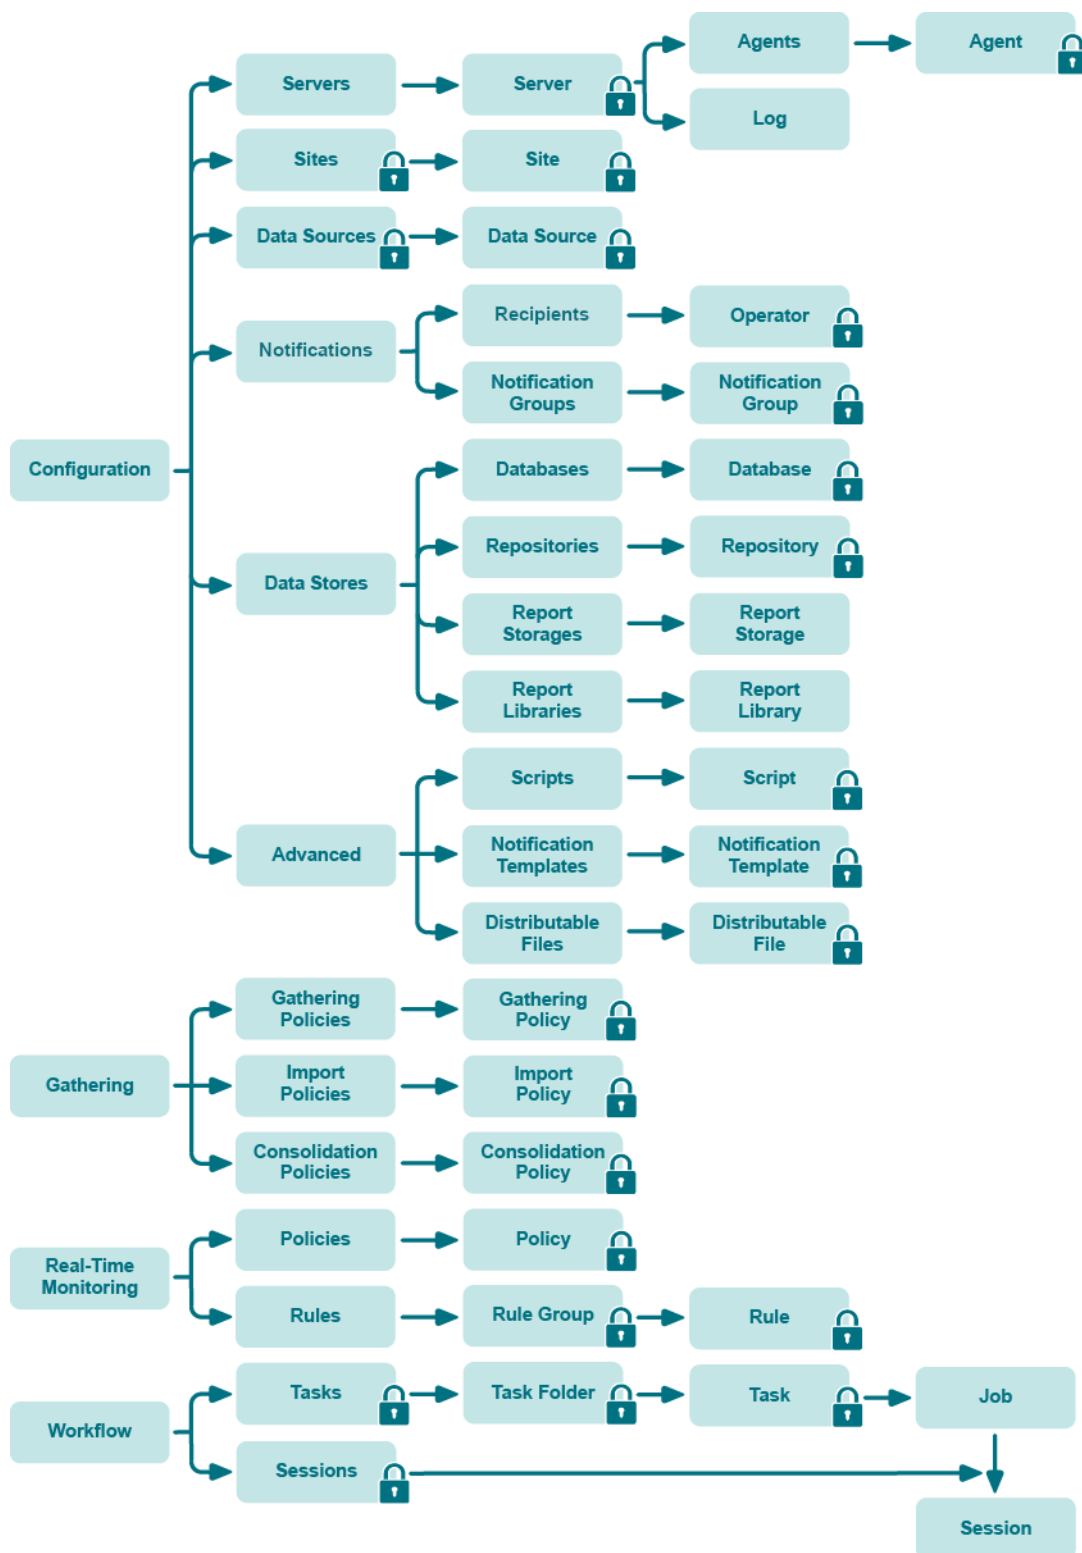 Agents
Agent
Servers
Server
Log
Sites
Site
Data Sources
Data Source
Recipients
Operator
Notifications
Notification
Groups
Notification
Group
Configuration
Databases
Database
Repositories
Repository
Data Stores
Report
Storages
Report
Storage
Report
Libraries
Report
Library
Scripts
Script
Advanced
Notification
Templates
Notification
Template
Distributable
Files
Distributable
File
Gathering
Policies
Gathering
Policy
Gathering
Import
Policies
Import
Policy
Consolidation
Policies
Consolidation
Policy
Policies
Policy
Real-Time
Monitoring
Rules
Rule Group
Rule
Tasks
Task Folder
Task
Job
Workflow
Sessions
Session